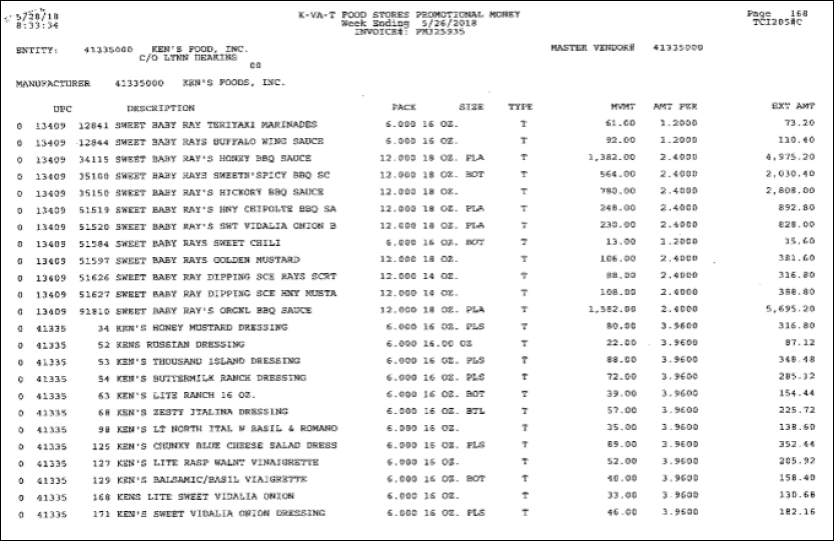 5/28/18 K-VA-T FOOD STORES PROMOTIONAL MONEY Page 168
8:33:34 Week Ending 5/26/2018 TCI2058C
INVOICE#: PM325935
ENTITY: 41335000 KEN'S FOOD, INC. MASTER VENDOR# 41335000
C/O LYNN DEAKINS
00
MANUFACTURER 41335000 KEN'S FOODS, INC.
UPC DESCRIPTION PACK SIZE TYPE MVMT AMT PER EXT AMT
0 13409 12841 SWEET BABY RAY TERIYAKI MARINADES 6.000 16 OZ. T 61.00 1.2000 73.20
0 13409 12844 SWEET BABY RAYS BUFFALO WING SAUCE 6.000 16 OZ. T 92.00 1.2000 110.40
0 13409 34115 SWEET BABY RAY'S HONEY BBQ SAUCE 12.000 18 OZ. PLA T 1,382.00 2.4000 4,975.20
0 13409 35100 SWEET BABY RAYS SWEETN'SPICY BBQ SC 12.000 18 OZ. BOT T 564.00 2.4000 2,030.40
0 13409 35150 SWEET BABY RAY'S HICKORY BBQ SAUCE 12.000 18 OZ. T 780.00 2.4000 2,808.00
0 13409 51519 SWEET BABY RAY'S HNY CHIPOLTE BBQ SA 12.000 18 OZ. PLA T 248.00 2.4000 892.80
0 13409 51520 SWEET BABY RAY'S SWT VIDALIA ONION B 12.000 18 OZ. PLA T 230.00 2.4000 828.00
0 13409 51584 SWEET BABY RAYS SWEET CHILI 6.000 16 OZ. BOT T 13.00 1.2000 15.60
0 13409 51597 SWEET BABY RAYS GOLDEN MUSTARD 12.000 18 OZ. T 106.00 2.4000 381.60
0 13409 51626 SWEET BABY RAY DIPPING SCE RAYS SCRT 12.000 14 OZ. T 88.00 2.4000 316.80
0 13409 51627 SWEET BABY RAY DIPPING SCE HNY MUSTA 12.000 14 OZ. T 108.00 2.4000 388.80
0 13409 91810 SWEET BABY RAY'S ORGNL BBQ SAUCE 12.000 18 OZ. PLA T 1,582.00 2.4000 5,695.20
0 41335 34 KEN'S HONEY MUSTARD DRESSING 6.000 16 OZ. PLS T 80.00 3.9600 316.80
0 41335 52 KENS RUSSIAN DRESSING 6.000 16.00 OZ T 22.00 3.9600 87.12
0 41335 53 KEN'S THOUSAND ISLAND DRESSING 6.000 16 OZ. PLS T 88.00 3.9600 348.48
0 41335 54 KEN'S BUTTERMILK RANCH DRESSING 6.000 16 OZ. PLS T 72.00 3.9600 285.12
0 41335 63 KEN'S LITE RANCH 16 OZ. 6.000 16 OZ. BOT T 39.00 3.9600 154.44
0 41335 68 KEN'S ZESTY ITALINA DRESSING 6.000 16 OZ. BTL T 57.00 3.9600 225.72
0 41335 98 KEN'S LT NORTH ITAL W BASIL & ROMANO 6.000 16 OZ. T 35.00 3.9600 138.60
0 41335 125 KEN'S CHUNKY BLUE CHEESE SALAD DRESS 6.000 16 OZ. PLS T 89.00 3.9600 352.44
0 41335 127 KEN'S LITE RASP WALNT VINAIGRETTE 6.000 16 OZ. T 52.00 3.9600 205.92
0 41335 129 KEN'S BALSAMIC/BASIL VIAIGRETTE 6.000 16 OZ. BOT T 40.00 3.9600 158.40
0 41335 168 KENS LITE SWEET VIDALIA ONION 6.000 16 OZ. T 33.00 3.9600 130.68
0 41335 171 KEN'S SWEET VIDALIA ONION DRESSING 6.000 16 OZ. PLS T 46.00 3.9600 182.16